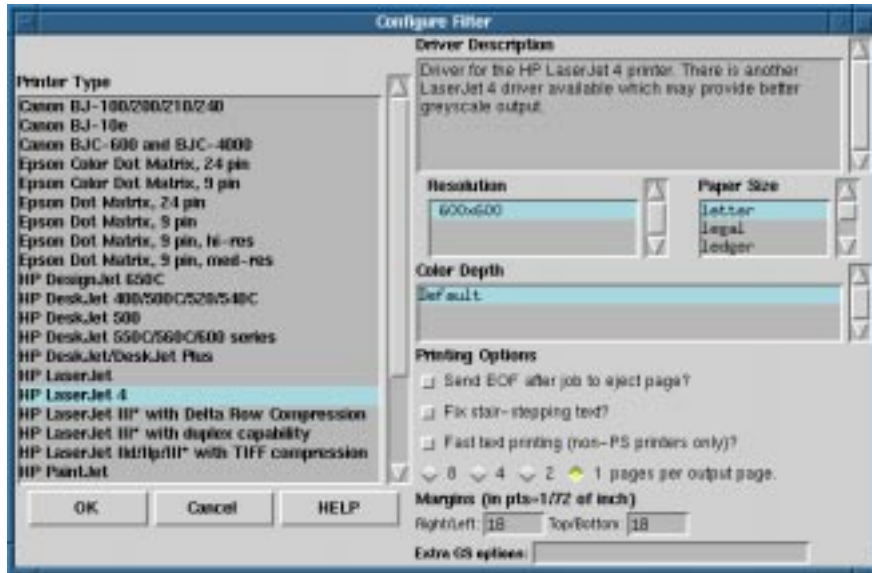 Configure Filter
Printer Type
Canon BJ-100/200/210/240
Canon BJ-10e
Canon BJC-600 and BJC-4000
Epson Color Dot Matrix, 24 pin
Epson Color Dot Matrix, 9 pin
Epson Dot Matrix, 24 pin
Epson Dot Matrix, 9 pin
Epson Dot Matrix, 9 pin, hi-res
Epson Dot Matrix, 9 pin, med-res
HP DesignJet 650C
HP DeskJet 400/500C/520/540C
HP DeskJet 500
HP DeskJet 550C/560C/600 series
HP DeskJet/DeskJet Plus
HP LaserJet
HP LaserJet 4
HP LaserJet III* with Delta Row Compression
HP LaserJet III* with duplex capability
HP LaserJet IId/IIp/III* with TIFF compression
HP PaintJet
OK
Cancel
HELP
Driver Description
Driver for the HP LaserJet 4 printer. There is another
LaserJet 4 driver available which may provide better
greyscale output.
Resolution
600x600
Paper Size
letter
legal
ledger
Color Depth
Default
Printing Options
Send EOF after job to eject page?
Fix stair-stepping text?
Fast text printing (non-PS printers only)?
8 4 2 1 pages per output page.
Margins (in pts=1/72 of inch)
Right/Left: 18 Top/Bottom: 18
Extra GS options: